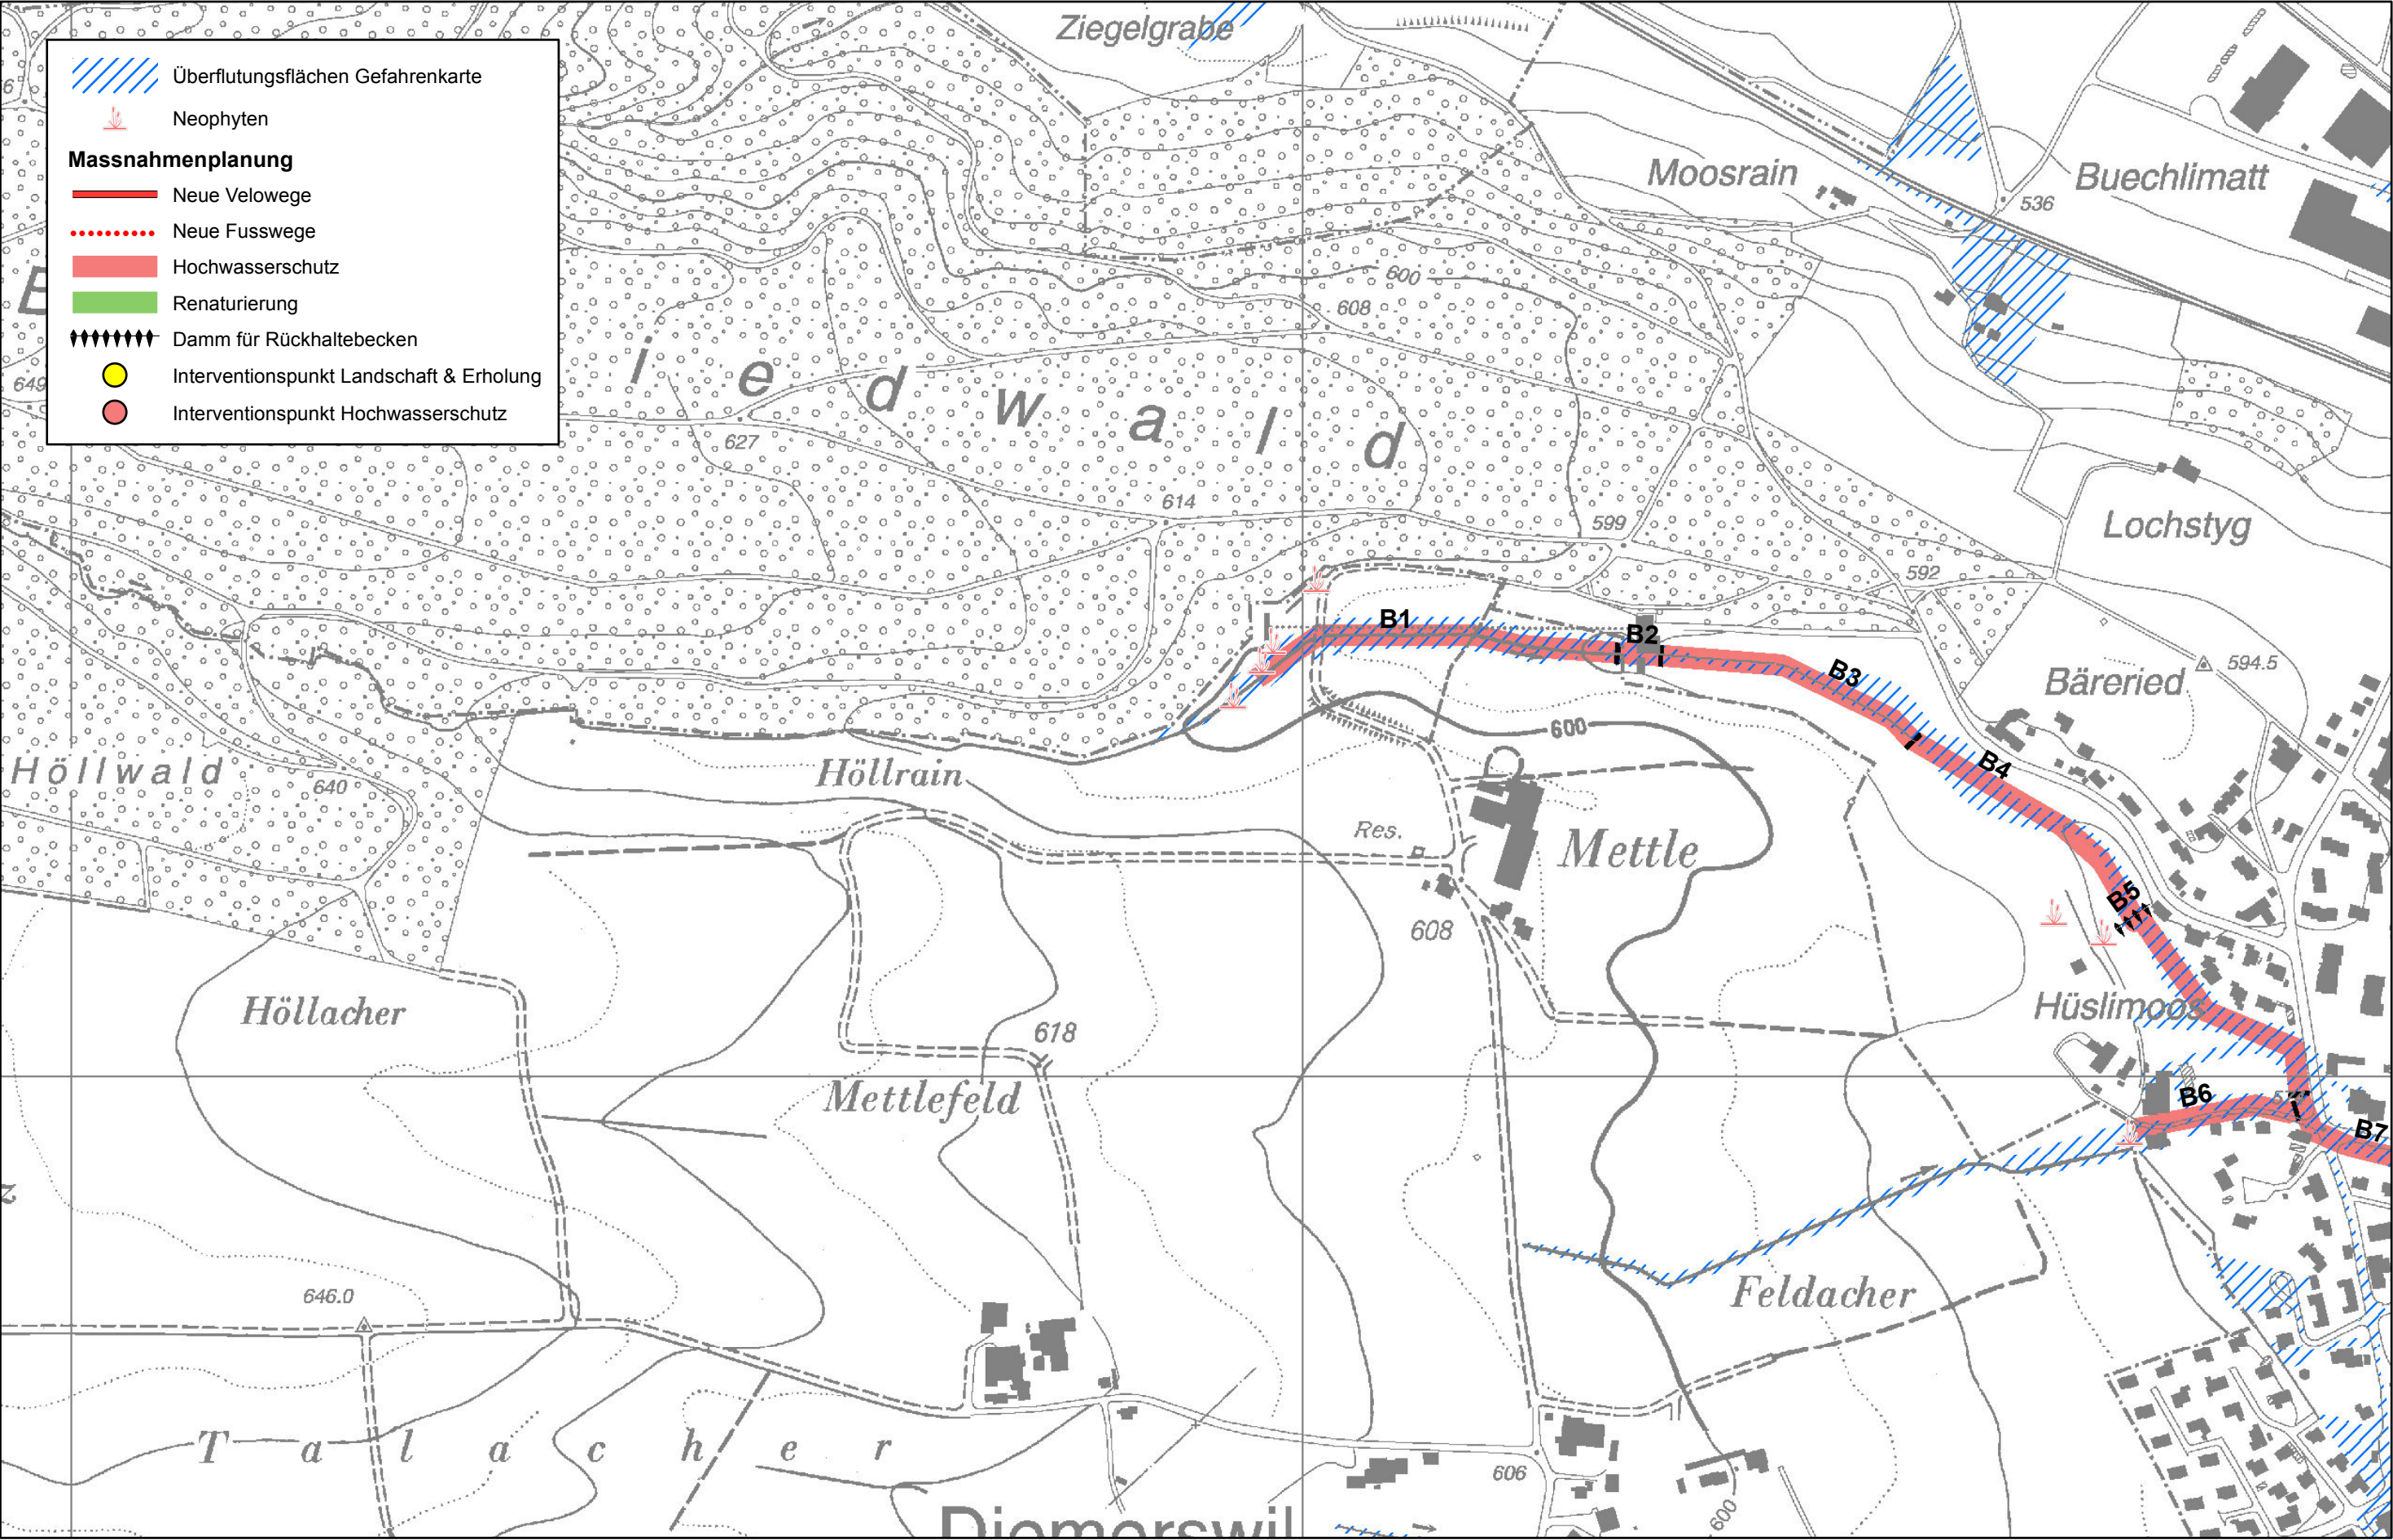 Überflutungsflächen Gefahrenkarte
Neophyten
Massnahmenplanung
Neue Velowege
Neue Fusswege
Hochwasserschutz
Renaturierung
Damm für Rückhaltebecken
Interventionspunkt Landschaft & Erholung
Interventionspunkt Hochwasserschutz
Ziegelgrabe
Moosrain
Buechlimatt
536
600
608
649
i e d w a l d
627
614
599
Lochstyg
592
B1
B2
B3
Bäreried
594.5
600
B4
Höllwald
640
Höllrain
Res.
Mettle
B5
608
Höllacher
618
Hüslimoos
Mettlefeld
B6
B7
646.0
Feldacher
T a l a c h e r
606
600
Diemerswil